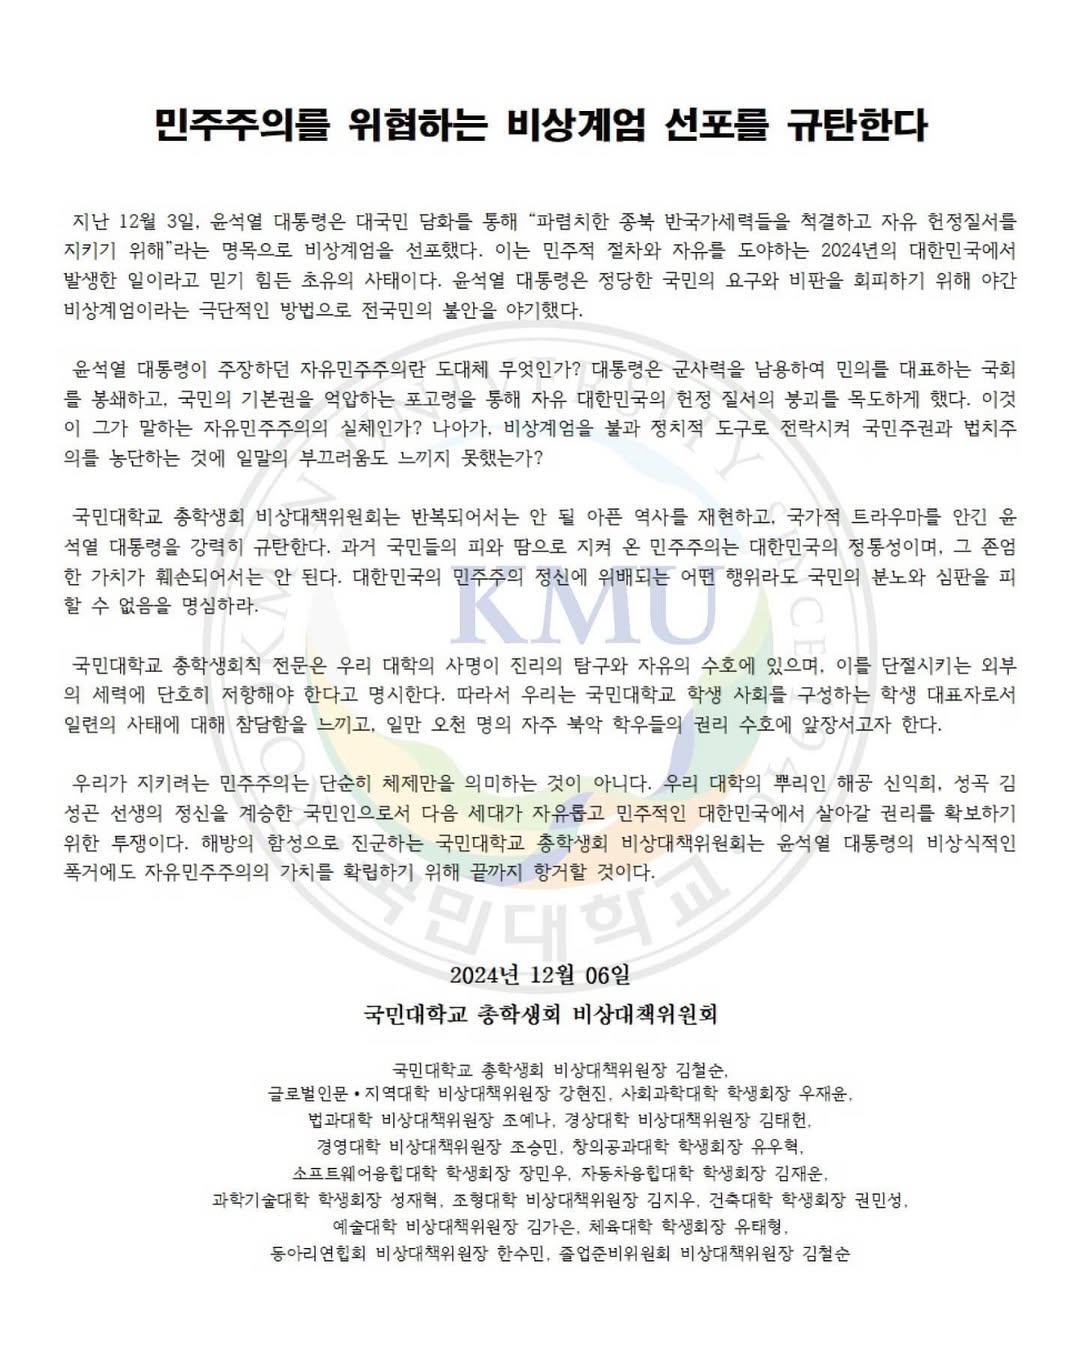 민주주의를 위협하는 비상계엄 선포를 규탄한다
지난 12월 3일, 윤석열 대통령은 대국민 담화를 통해 “파렴치한 종북 반국가세력들을 척결하고 자유 헌정질서를
지키기 위해”라는 명목으로 비상계엄을 선포했다. 이는 민주적 절차와 자유를 도야하는 2024년의 대한민국에서
발생한 일이라고 믿기 힘든 초유의 사태이다. 윤석열 대통령은 정당한 국민의 요구와 비판을 회피하기 위해 야간
비상계엄이라는 극단적인 방법으로 전국민의 불안을 야기했다.
윤석열 대통령이 주장하던 자유민주주의란 도대체 무엇인가? 대통령은 군사력을 남용하여 민의를 대표하는 국회
를 봉쇄하고, 국민의 기본권을 억압하는 포고령을 통해 자유 대한민국의 헌정 질서의 붕괴를 목도하게 했다. 이것
이 그가 말하는 자유민주주의의 실체인가? 나아가, 비상계엄을 불과 정치적 도구로 전락시켜 국민주권과 법치주
의를 농단하는 것에 일말의 부끄러움도 느끼지 못했는가?
국민대학교 총학생회 비상대책위원회는 반복되어서는 안 될 아픈 역사를 재현하고, 국가적 트라우마를 안긴 윤
석열 대통령을 강력히 규탄한다. 과거 국민들의 피와 땀으로 지켜 온 민주주의는 대한민국의 정통성이며, 그 존엄
한 가치가 훼손되어서는 안 된다. 대한민국의 민주주의 정신에 위배되는 어떤 행위라도 국민의 분노와 심판을 피
할 수 없음을 명심하라.
국민대학교 총학생회칙 전문은 우리 대학의 사명이 진리의 탐구와 자유의 수호에 있으며, 이를 단절시키는 외부
의 세력에 단호히 저항해야 한다고 명시한다. 따라서 우리는 국민대학교 학생 사회를 구성하는 학생 대표자로서
일련의 사태에 대해 참담함을 느끼고, 일만 오천 명의 자주 북악 학우들의 권리 수호에 앞장서고자 한다.
우리가 지키려는 민주주의는 단순히 체제만을 의미하는 것이 아니다. 우리 대학의 뿌리인 해공 신익희, 성곡 김
성곤 선생의 정신을 계승한 국민인으로서 다음 세대가 자유롭고 민주적인 대한민국에서 살아갈 권리를 확보하기
위한 투쟁이다. 해방의 함성으로 진군하는 국민대학교 총학생회 비상대책위원회는 윤석열 대통령의 비상식적인
폭거에도 자유민주주의의 가치를 확립하기 위해 끝까지 항거할 것이다.
KOOKMIN UNIVERSITY SINCE 1946
KMU
국민대학교
2024년 12월 06일
국민대학교 총학생회 비상대책위원회
국민대학교 총학생회 비상대책위원장 김철순,
글로벌인문•지역대학 비상대책위원장 강현진, 사회과학대학 학생회장 우재윤,
법과대학 비상대책위원장 조예나, 경상대학 비상대책위원장 김태헌,
경영대학 비상대책위원장 조승민, 창의공과대학 학생회장 유우혁,
소프트웨어융합대학 학생회장 장민우, 자동차융합대학 학생회장 김재운,
과학기술대학 학생회장 성재혁, 조형대학 비상대책위원장 김지우, 건축대학 학생회장 권민성,
예술대학 비상대책위원장 김가은, 체육대학 학생회장 유태형,
동아리연합회 비상대책위원장 한수민, 졸업준비위원회 비상대책위원장 김철순